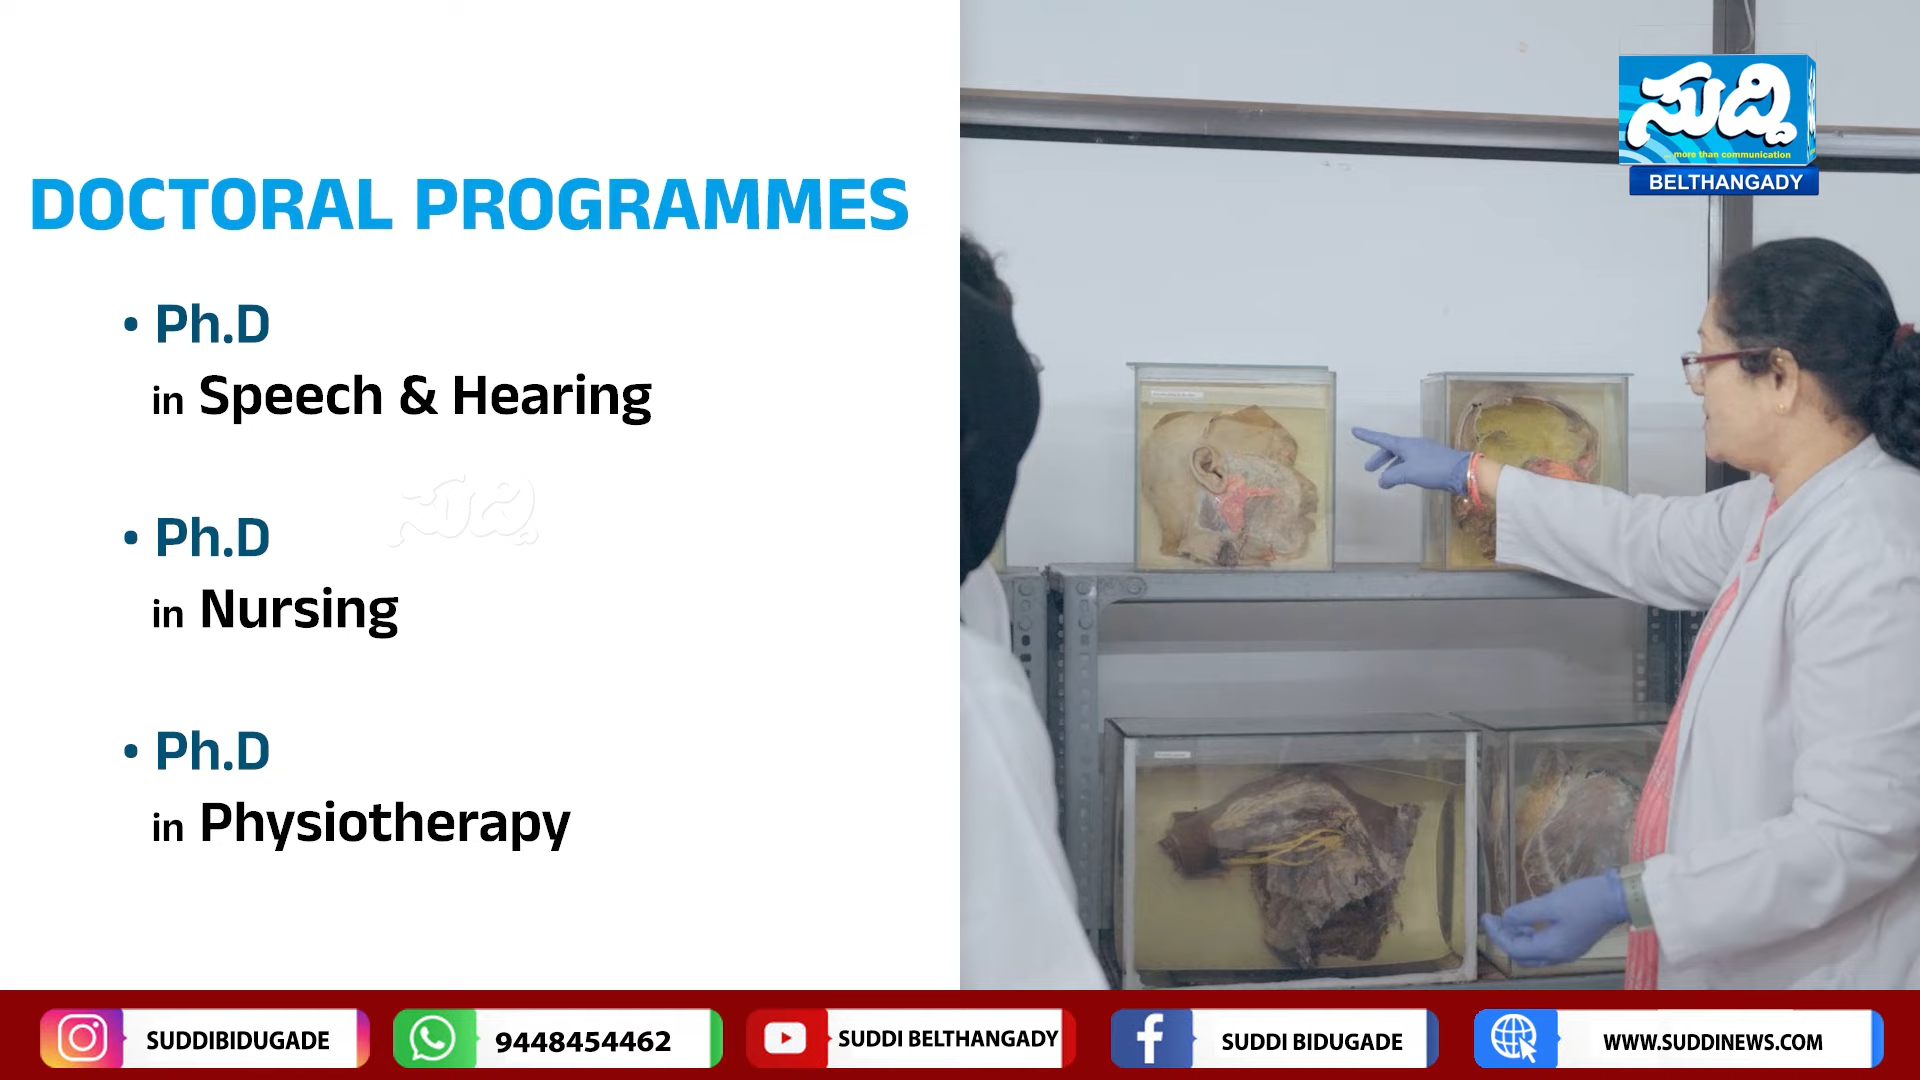 ಸುದ್ದಿ
more than communication
BELTHANGADY
DOCTORAL PROGRAMMES
• Ph.D
in Speech & Hearing
ಸುದ್ದಿ
• Ph.D
in Nursing
• Ph.D
in Physiotherapy
SUDDIBIDUGADE
9448454462
SUDDI BELTHANGADY
SUDDI BIDUGADE
WWW.SUDDINEWS.COM